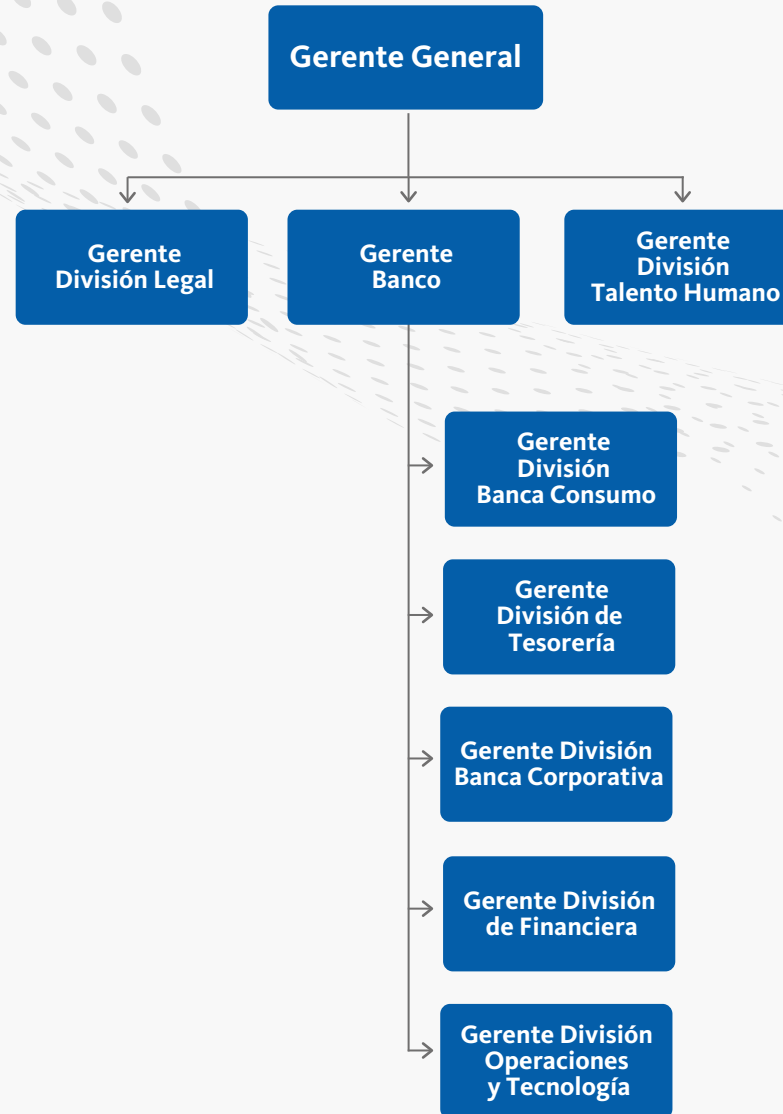 Gerente General
Gerente
División Legal
Gerente
Banco
Gerente
División
Talento Humano
Gerente
División
Banca Consumo
Gerente
División de
Tesorería
Gerente División
Banca Corporativa
Gerente División
de Financiera
Gerente División
Operaciones
y Tecnología